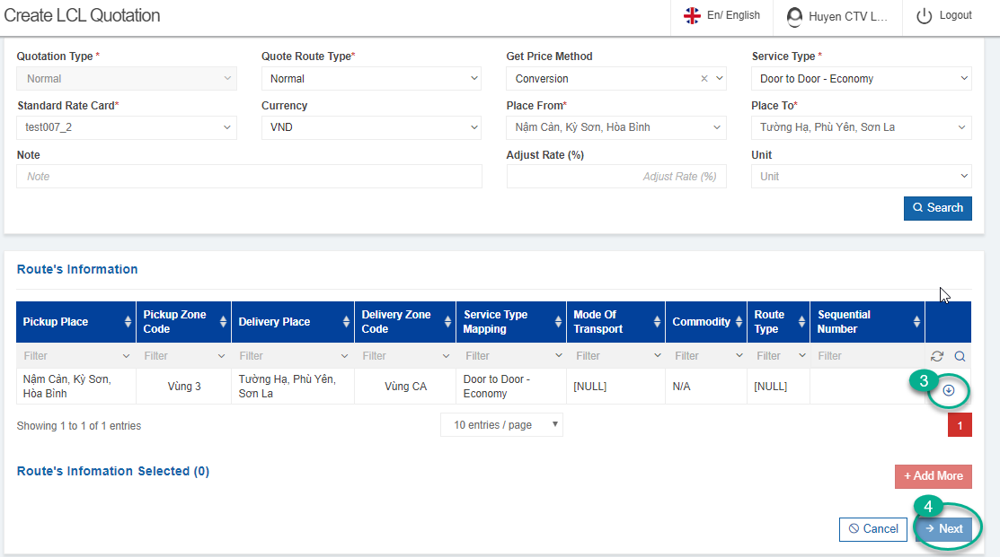 Create LCL Quotation
En/ English
Huyen CTV L...
Logout
Quotation Type * Quote Route Type* Get Price Method Service Type *
Normal Normal Conversion × Door to Door - Economy
Standard Rate Card* Currency Place From* Place To*
test007_2 VND Nậm Cản, Kỳ Sơn, Hòa Bình Tường Hạ, Phù Yên, Sơn La
Note Adjust Rate (%) Unit
Note Adjust Rate (%) Unit
Search
Route's Information
Pickup Place Pickup Zone Code Delivery Place Delivery Zone Code Service Type Mapping Mode Of Transport Commodity Route Type Sequential Number
Filter Filter Filter Filter Filter Filter Filter Filter Filter
Nậm Cản, Kỳ Sơn, Hòa Bình Vùng 3 Tường Hạ, Phù Yên, Sơn La Vùng CA Door to Door - Economy [NULL] N/A [NULL]
3
Showing 1 to 1 of 1 entries 10 entries / page 1
Route's Infomation Selected (0) + Add More
4
Cancel Next